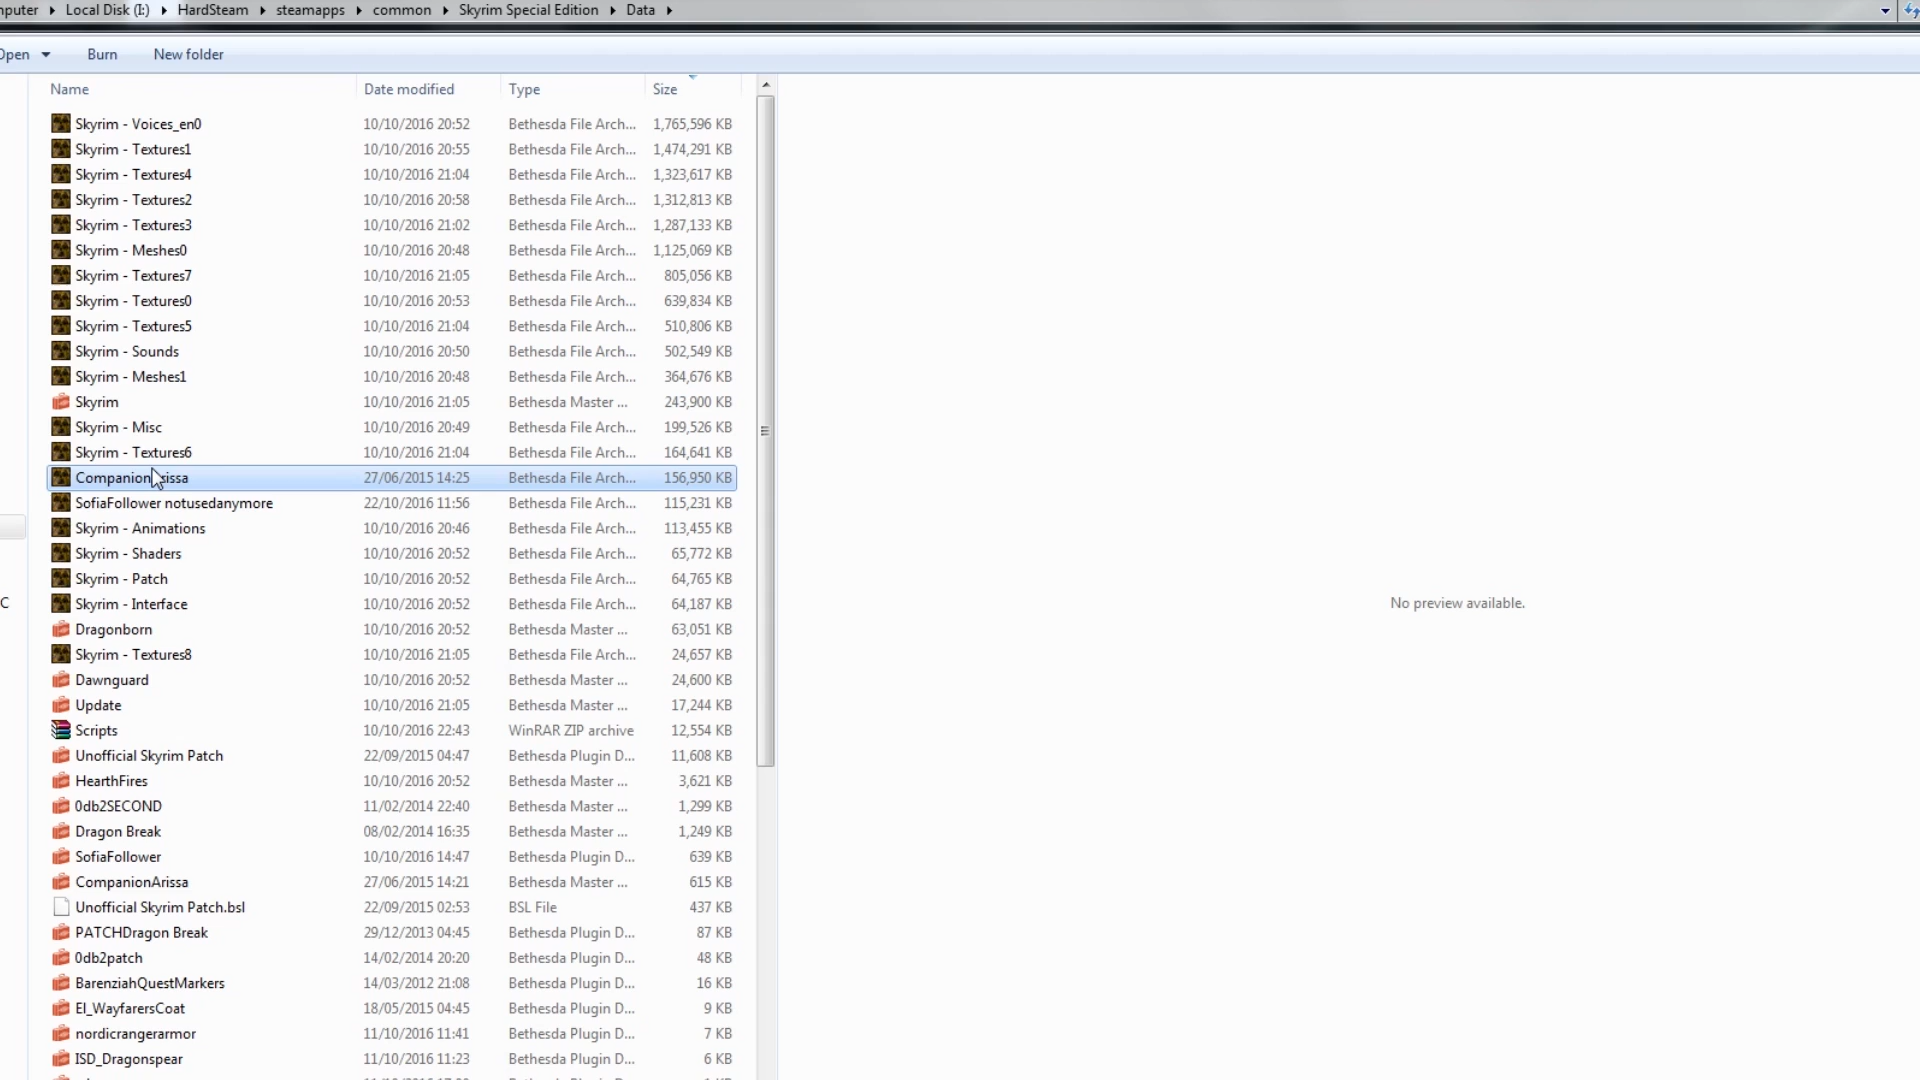 Local Disk (I:) HardSteam steamapps common Skyrim Special Edition Data
Burn New folder
Name Date modified Type Size
Skyrim - Voices_en0 10/10/2016 20:52 Bethesda File Arch... 1,765,596 KB
Skyrim - Textures1 10/10/2016 20:55 Bethesda File Arch... 1,474,291 KB
Skyrim - Textures4 10/10/2016 21:04 Bethesda File Arch... 1,323,617 KB
Skyrim - Textures2 10/10/2016 20:58 Bethesda File Arch... 1,312,813 KB
Skyrim - Textures3 10/10/2016 21:02 Bethesda File Arch... 1,287,133 KB
Skyrim - Meshes0 10/10/2016 20:48 Bethesda File Arch... 1,125,069 KB
Skyrim - Textures7 10/10/2016 21:05 Bethesda File Arch... 805,056 KB
Skyrim - Textures0 10/10/2016 20:53 Bethesda File Arch... 639,834 KB
Skyrim - Textures5 10/10/2016 21:04 Bethesda File Arch... 510,806 KB
Skyrim - Sounds 10/10/2016 20:50 Bethesda File Arch... 502,549 KB
Skyrim - Meshes1 10/10/2016 20:48 Bethesda File Arch... 364,676 KB
Skyrim 10/10/2016 21:05 Bethesda Master ... 243,900 KB
Skyrim - Misc 10/10/2016 20:49 Bethesda File Arch... 199,526 KB
Skyrim - Textures6 10/10/2016 21:04 Bethesda File Arch... 164,641 KB
CompanionArissa 27/06/2015 14:25 Bethesda File Arch... 156,950 KB
SofiaFollower notusedanymore 22/10/2016 11:56 Bethesda File Arch... 115,231 KB
Skyrim - Animations 10/10/2016 20:46 Bethesda File Arch... 113,455 KB
Skyrim - Shaders 10/10/2016 20:52 Bethesda File Arch... 65,772 KB
Skyrim - Patch 10/10/2016 20:52 Bethesda File Arch... 64,765 KB
Skyrim - Interface 10/10/2016 20:52 Bethesda File Arch... 64,187 KB
Dragonborn 10/10/2016 20:52 Bethesda Master ... 63,051 KB
Skyrim - Textures8 10/10/2016 21:05 Bethesda File Arch... 24,657 KB
Dawnguard 10/10/2016 20:52 Bethesda Master ... 24,600 KB
Update 10/10/2016 21:05 Bethesda Master ... 17,244 KB
Scripts 10/10/2016 22:43 WinRAR ZIP archive 12,554 KB
Unofficial Skyrim Patch 22/09/2015 04:47 Bethesda Plugin D... 11,608 KB
HearthFires 10/10/2016 20:52 Bethesda Master ... 3,621 KB
0db2SECOND 11/02/2014 22:40 Bethesda Master ... 1,299 KB
Dragon Break 08/02/2014 16:35 Bethesda Master ... 1,249 KB
SofiaFollower 10/10/2016 14:47 Bethesda Plugin D... 639 KB
CompanionArissa 27/06/2015 14:21 Bethesda Master ... 615 KB
Unofficial Skyrim Patch.bsl 22/09/2015 02:53 BSL File 437 KB
PATCHDragon Break 29/12/2013 04:45 Bethesda Plugin D... 87 KB
0db2patch 14/02/2014 20:20 Bethesda Plugin D... 48 KB
BarenziahQuestMarkers 14/03/2012 21:08 Bethesda Plugin D... 16 KB
EI_WayfarersCoat 18/05/2015 04:45 Bethesda Plugin D... 9 KB
nordicrangerarmor 11/10/2016 11:41 Bethesda Plugin D... 7 KB
ISD_Dragonspear 11/10/2016 11:23 Bethesda Plugin D... 6 KB
No preview available.